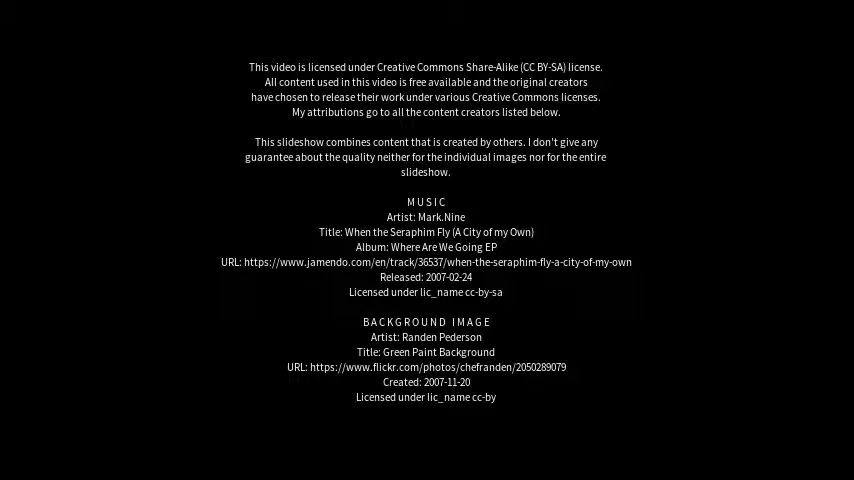 This video is licensed under Creative Commons Share-Alike (CC BY-SA) license.
All content used in this video is free available and the original creators
have chosen to release their work under various Creative Commons licenses.
My attributions go to all the content creators listed below.
This slideshow combines content that is created by others. I don't give any
guarantee about the quality neither for the individual images nor for the entire
slideshow.
MUSIC
Artist: Mark.Nine
Title: When the Seraphim Fly (A City of my Own)
Album: Where Are We Going EP
URL: https://www.jamendo.com/en/track/36537/when-the-seraphim-fly-a-city-of-my-own
Released: 2007-02-24
Licensed under lic_name cc-by-sa
BACKGROUND IMAGE
Artist: Randen Pederson
Title: Green Paint Background
URL: https://www.flickr.com/photos/chefranden/2050289079
Created: 2007-11-20
Licensed under lic_name cc-by